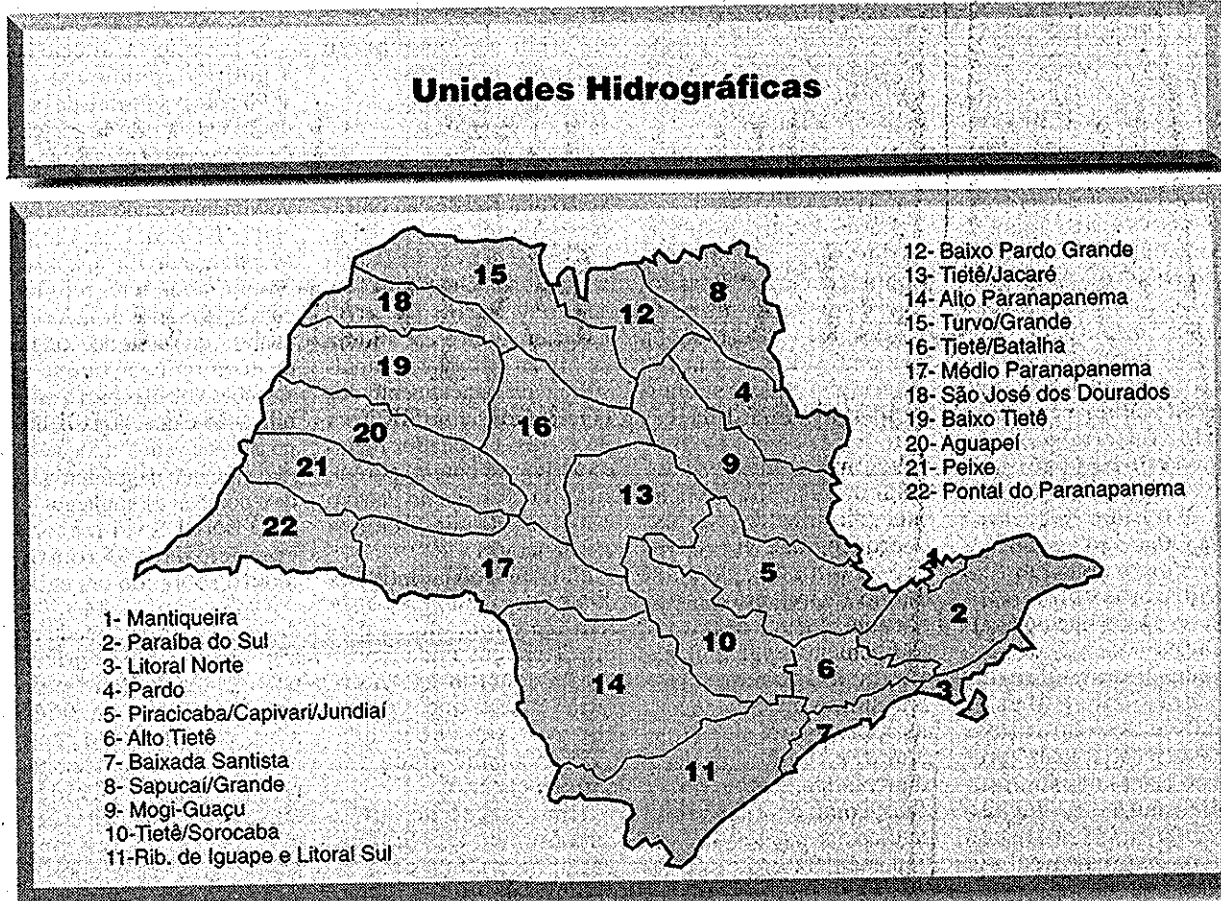 Unidades Hidrográficas
15
8
18
12
19
4
16
20
9
21
13
22
17
5
1
2
10
6
14
3
7
11
12- Baixo Pardo Grande
13- Tietê/Jacaré
14- Alto Paranapanema
15- Turvo/Grande
16- Tietê/Batalha
17- Médio Paranapanema
18- São José dos Dourados
19- Baixo Tietê
20- Aguapeí
21- Peixe
22- Pontal do Paranapanema
1- Mantiqueira
2- Paraíba do Sul
3- Litoral Norte
4- Pardo
5- Piracicaba/Capivari/Jundiaí
6- Alto Tietê
7- Baixada Santista
8- Sapucaí/Grande
9- Mogi-Guaçu
10-Tietê/Sorocaba
11-Rib. de Iguape e Litoral Sul